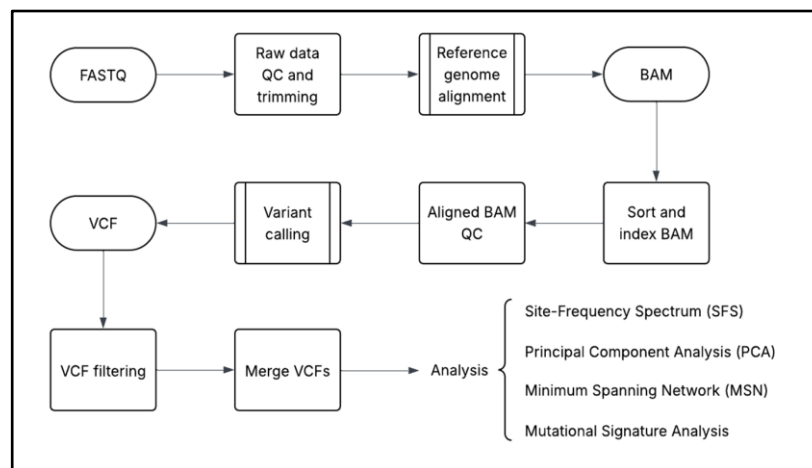 FASTQ
Raw data
QC and
trimming
Reference
genome
alignment
BAM
Sort and
index BAM
Aligned BAM
QC
Variant
calling
VCF
VCF filtering
Merge VCFs
Analysis
Site-Frequency Spectrum (SFS)
Principal Component Analysis (PCA)
Minimum Spanning Network (MSN)
Mutational Signature Analysis